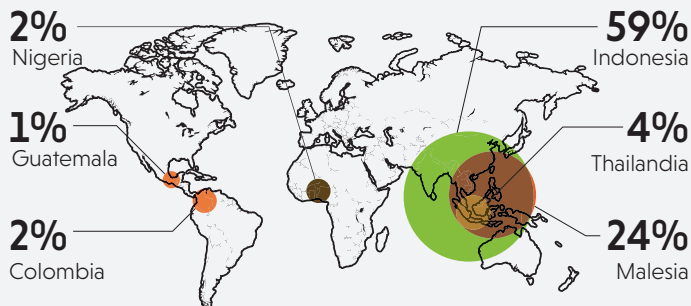 2%
Nigeria
1%
Guatemala
2%
Colombia
59%
Indonesia
4%
Thailandia
24%
Malesia